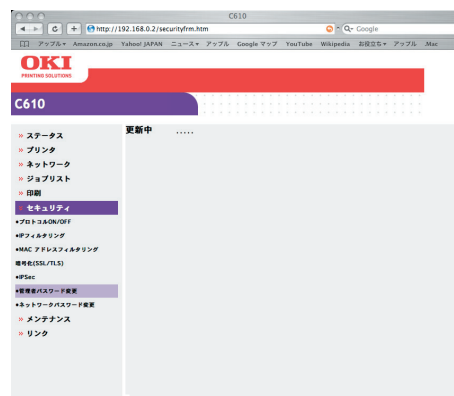 C610
http://192.168.0.2/securityfrm.htm
Q- Google
アップル▾ Amazon.co.jp Yahoo! JAPAN ニュース▾ アップル Google マップ YouTube Wikipedia お役立ち▾ アップル .Mac
OKI
PRINTING SOLUTIONS
C610
» ステータス
» プリンタ
» ネットワーク
» ジョブリスト
» 印刷
» セキュリティ
•プロトコルON/OFF
•IPフィルタリング
•MAC アドレスフィルタリング
暗号化(SSL/TLS)
•IPSec
•管理者パスワード変更
•ネットワークパスワード変更
» メンテナンス
» リンク
更新中 .....